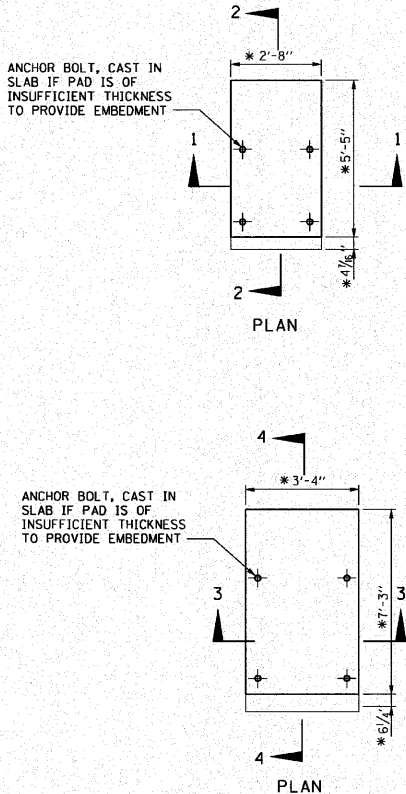 2
* 2'-8"
ANCHOR BOLT, CAST IN
SLAB IF PAD IS OF
INSUFFICIENT THICKNESS
TO PROVIDE EMBEDMENT
1
1
*5'-5"
*4 7/16"
2
PLAN
4
*3'-4"
ANCHOR BOLT, CAST IN
SLAB IF PAD IS OF
INSUFFICIENT THICKNESS
TO PROVIDE EMBEDMENT
3
3
*7'-3"
*6 1/4"
4
PLAN